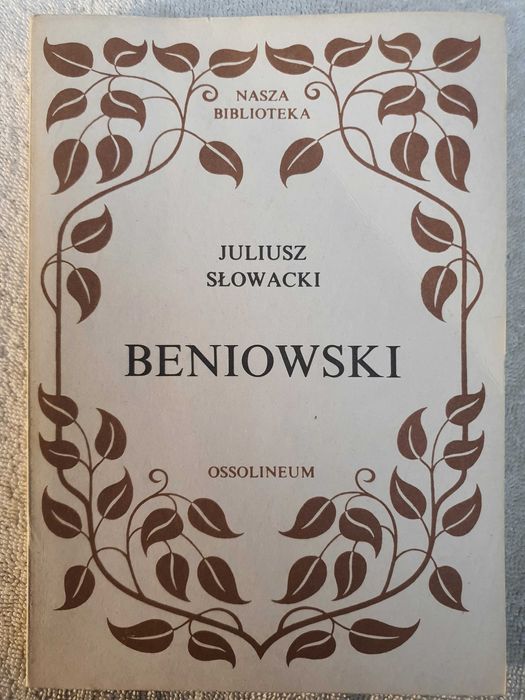 NASZA
BIBLIOTEKA
JULIUSZ
SŁOWACKI
BENIOWSKI
OSSOLINEUM